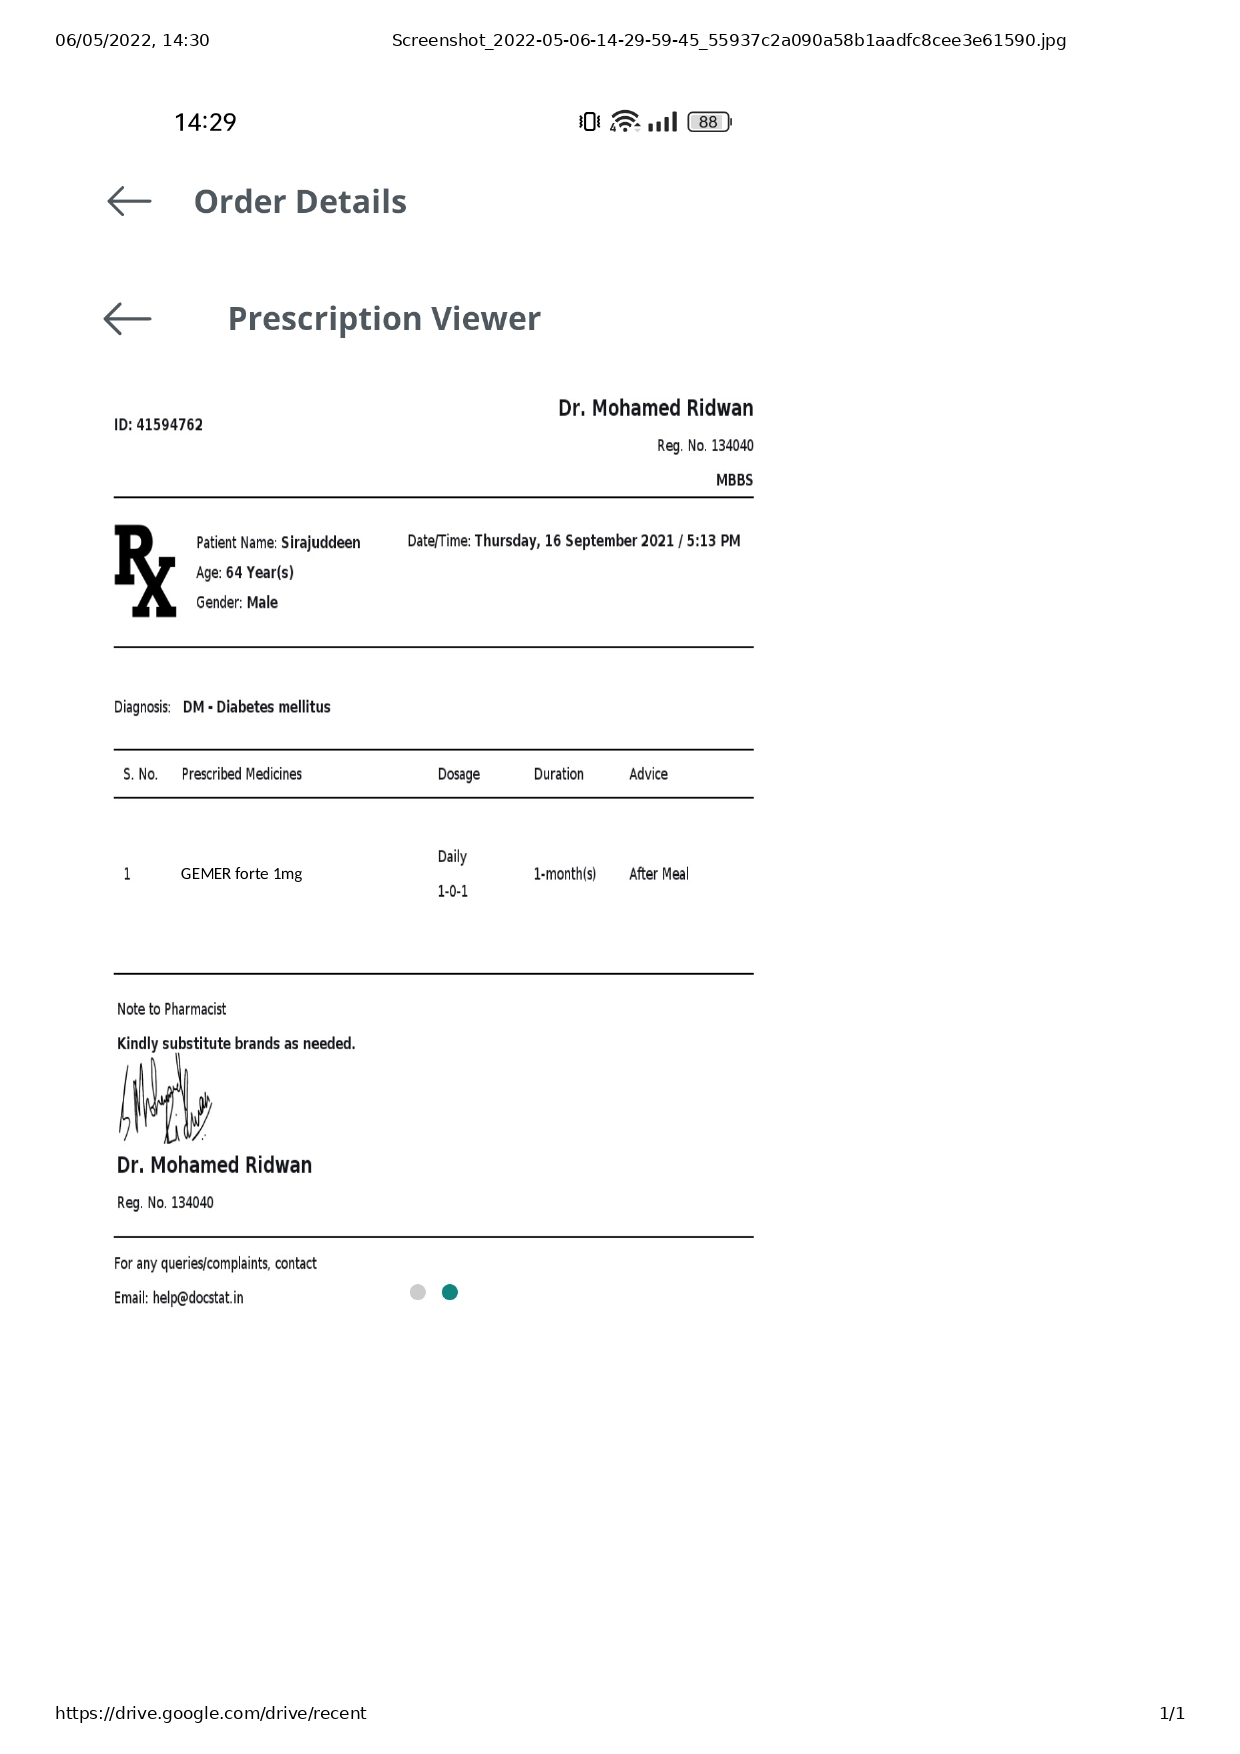 06/05/2022, 14:30 Screenshot_2022-05-06-14-29-59-45_55937c2a090a58b1aadfc8cee3e61590.jpg
14:29 4 88
Order Details
Prescription Viewer
Dr. Mohamed Ridwan
ID: 41594762
Reg. No. 134040
MBBS
Rx
Patient Name: Sirajuddeen Date/Time: Thursday, 16 September 2021 / 5:13 PM
Age: 64 Year(s)
Gender: Male
Diagnosis: DM - Diabetes mellitus
S. No. Prescribed Medicines Dosage Duration Advice
Daily
1 GEMER forte 1mg 1-month(s) After Meal
1-0-1
Note to Pharmacist
Kindly substitute brands as needed.
S Mohamed
Ridwan
Dr. Mohamed Ridwan
Reg. No. 134040
For any queries/complaints, contact
Email: help@docstat.in
https://drive.google.com/drive/recent 1/1